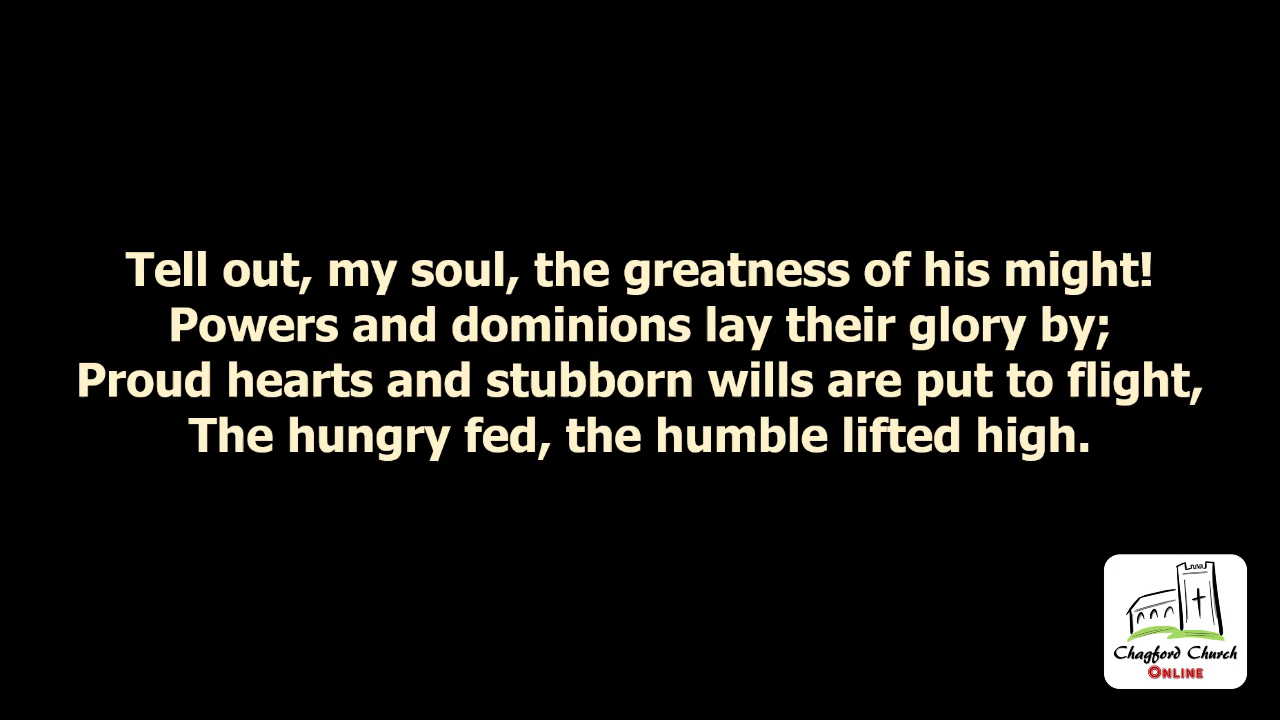 Tell out, my soul, the greatness of his might!
Powers and dominions lay their glory by;
Proud hearts and stubborn wills are put to flight,
The hungry fed, the humble lifted high.
Chagford Church
ONLINE